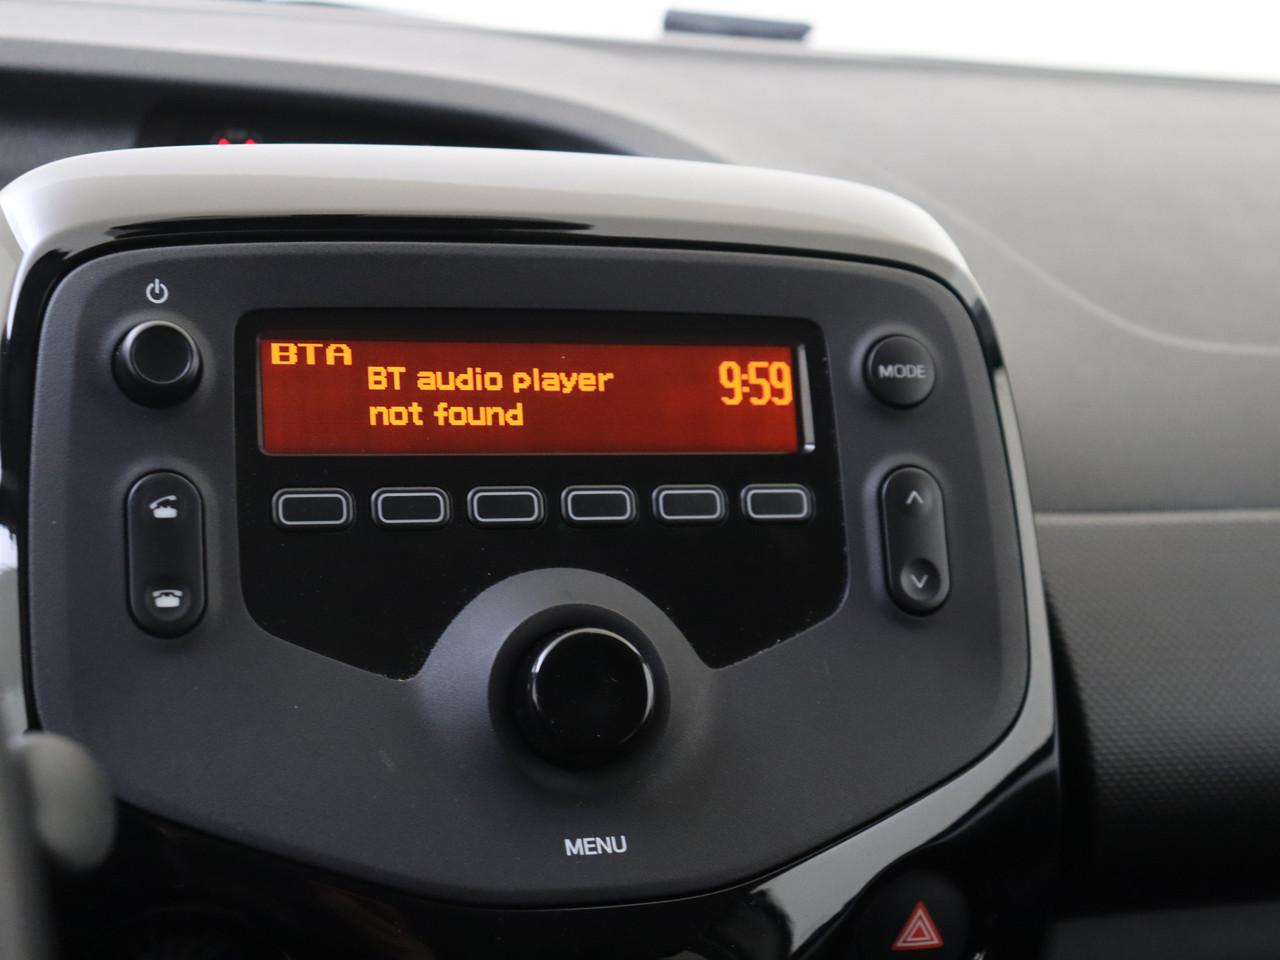 BTA
BT audio player
not found
9:59
MODE
MENU